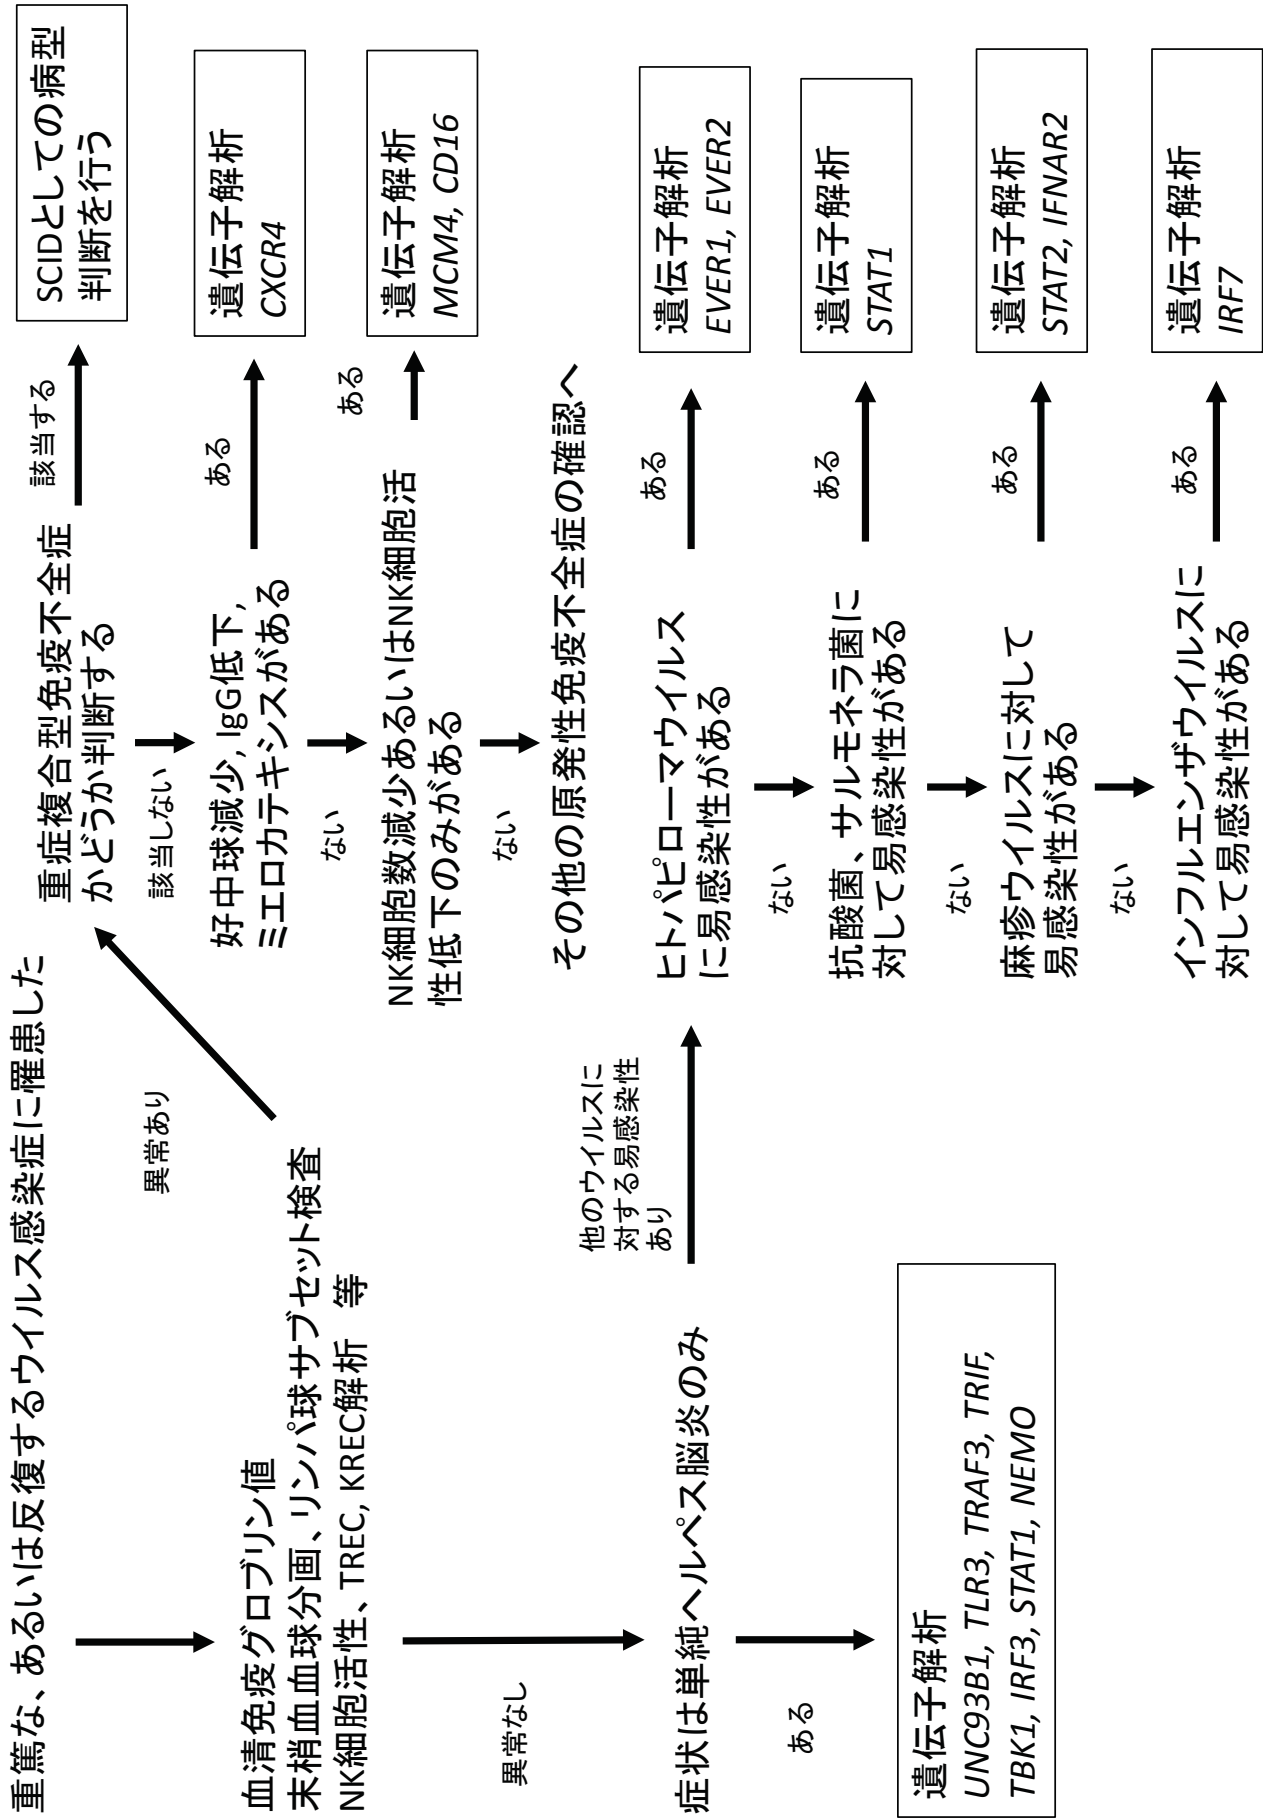 重篤な、あるいは反復するウイルス感染症に罹患した
血清免疫グロブリン値
末梢血血球分画、リンパ球サブセット検査
NK細胞活性、TREC, KREC解析　等
異常あり
重症複合型免疫不全症
かどうか判断する
該当する
SCIDとしての病型
判断を行う
該当しない
好中球減少, IgG低下,
ミエロカテキシスがある
ある
遺伝子解析
CXCR4
ない
NK細胞数減少あるいはNK細胞活
性低下のみがある
ある
遺伝子解析
MCM4, CD16
ない
その他の原発性免疫不全症の確認へ
異常なし
症状は単純ヘルペス脳炎のみ
ある
遺伝子解析
UNC93B1, TLR3, TRAF3, TRIF,
TBK1, IRF3, STAT1, NEMO
他のウイルスに
対する易感染性
あり
ヒトパピローマウイルス
に易感染性がある
ある
遺伝子解析
EVER1, EVER2
ない
抗酸菌、サルモネラ菌に
対して易感染性がある
ある
遺伝子解析
STAT1
ない
麻疹ウイルスに対して
易感染性がある
ある
遺伝子解析
STAT2, IFNAR2
ない
インフルエンザウイルスに
対して易感染性がある
ある
遺伝子解析
IRF7